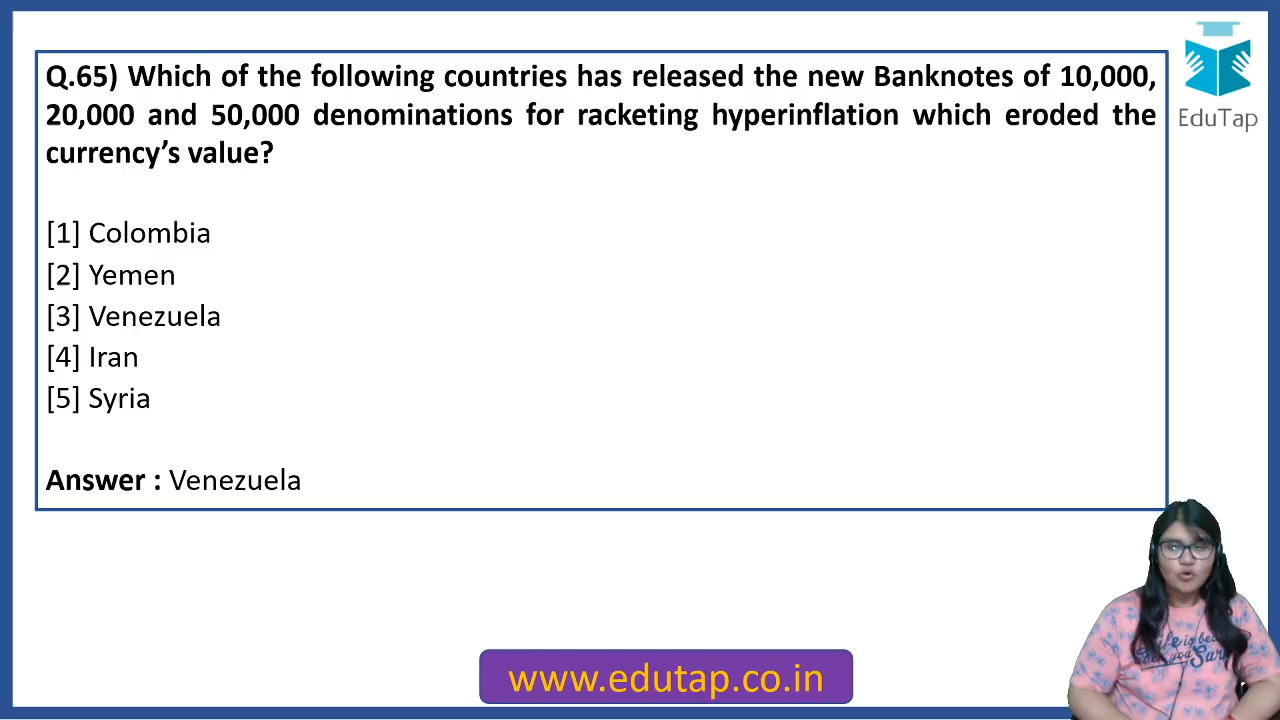 Q.65) Which of the following countries has released the new Banknotes of 10,000,
20,000 and 50,000 denominations for racketing hyperinflation which eroded the
currency’s value?
[1] Colombia
[2] Yemen
[3] Venezuela
[4] Iran
[5] Syria
Answer : Venezuela
EduTap
www.edutap.co.in